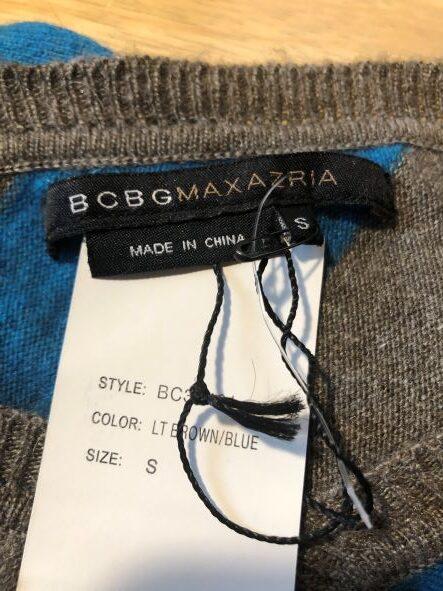 BCBGMAXAZRIA
S
MADE IN CHINA
STYLE: BC3
COLOR: LT BROWN/BLUE
SIZE: S